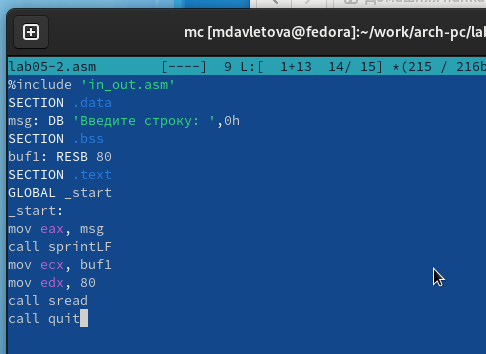 mc [mdavletova@fedora]:~/work/arch-pc/lab
lab05-2.asm [----] 9 L:[ 1+13 14/ 15] *(215 / 216b
%include 'in_out.asm'
SECTION .data
msg: DB 'Введите строку: ',0h
SECTION .bss
buf1: RESB 80
SECTION .text
GLOBAL _start
_start:
mov eax, msg
call sprintLF
mov ecx, buf1
mov edx, 80
call sread
call quit